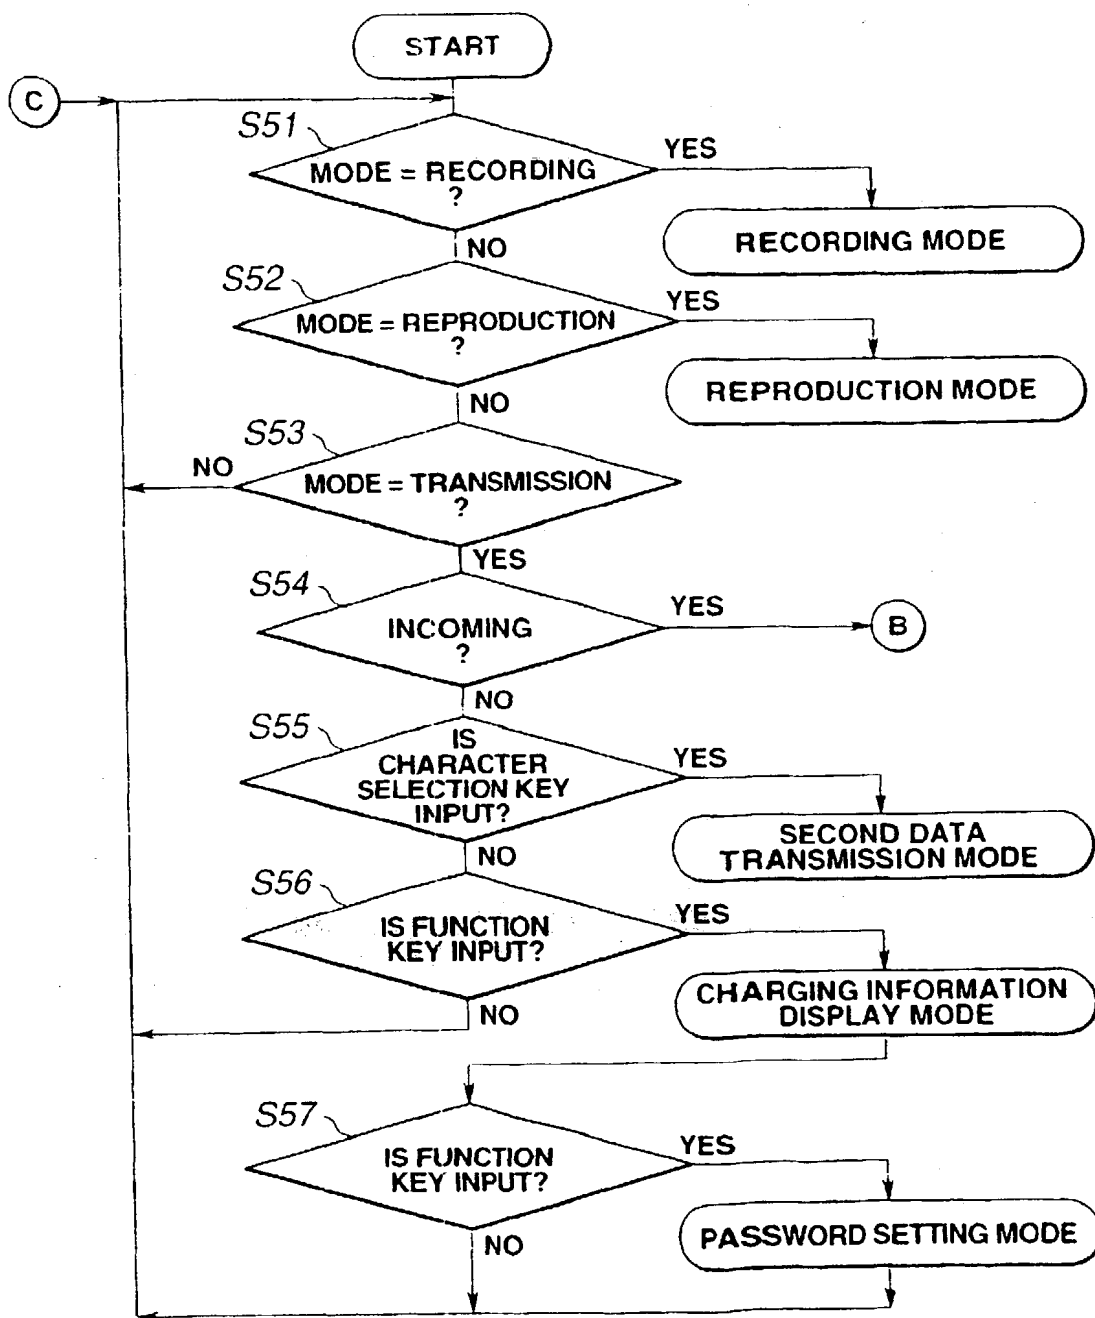 START
C
S51
MODE = RECORDING
?
YES
RECORDING MODE
NO
S52
MODE = REPRODUCTION
?
YES
REPRODUCTION MODE
NO
S53
NO
MODE = TRANSMISSION
?
YES
S54
INCOMING
?
YES
B
NO
S55
IS
CHARACTER
SELECTION KEY
INPUT?
YES
SECOND DATA
TRANSMISSION MODE
NO
S56
IS FUNCTION
KEY INPUT?
YES
CHARGING INFORMATION
DISPLAY MODE
NO
S57
IS FUNCTION
KEY INPUT?
YES
PASSWORD SETTING MODE
NO